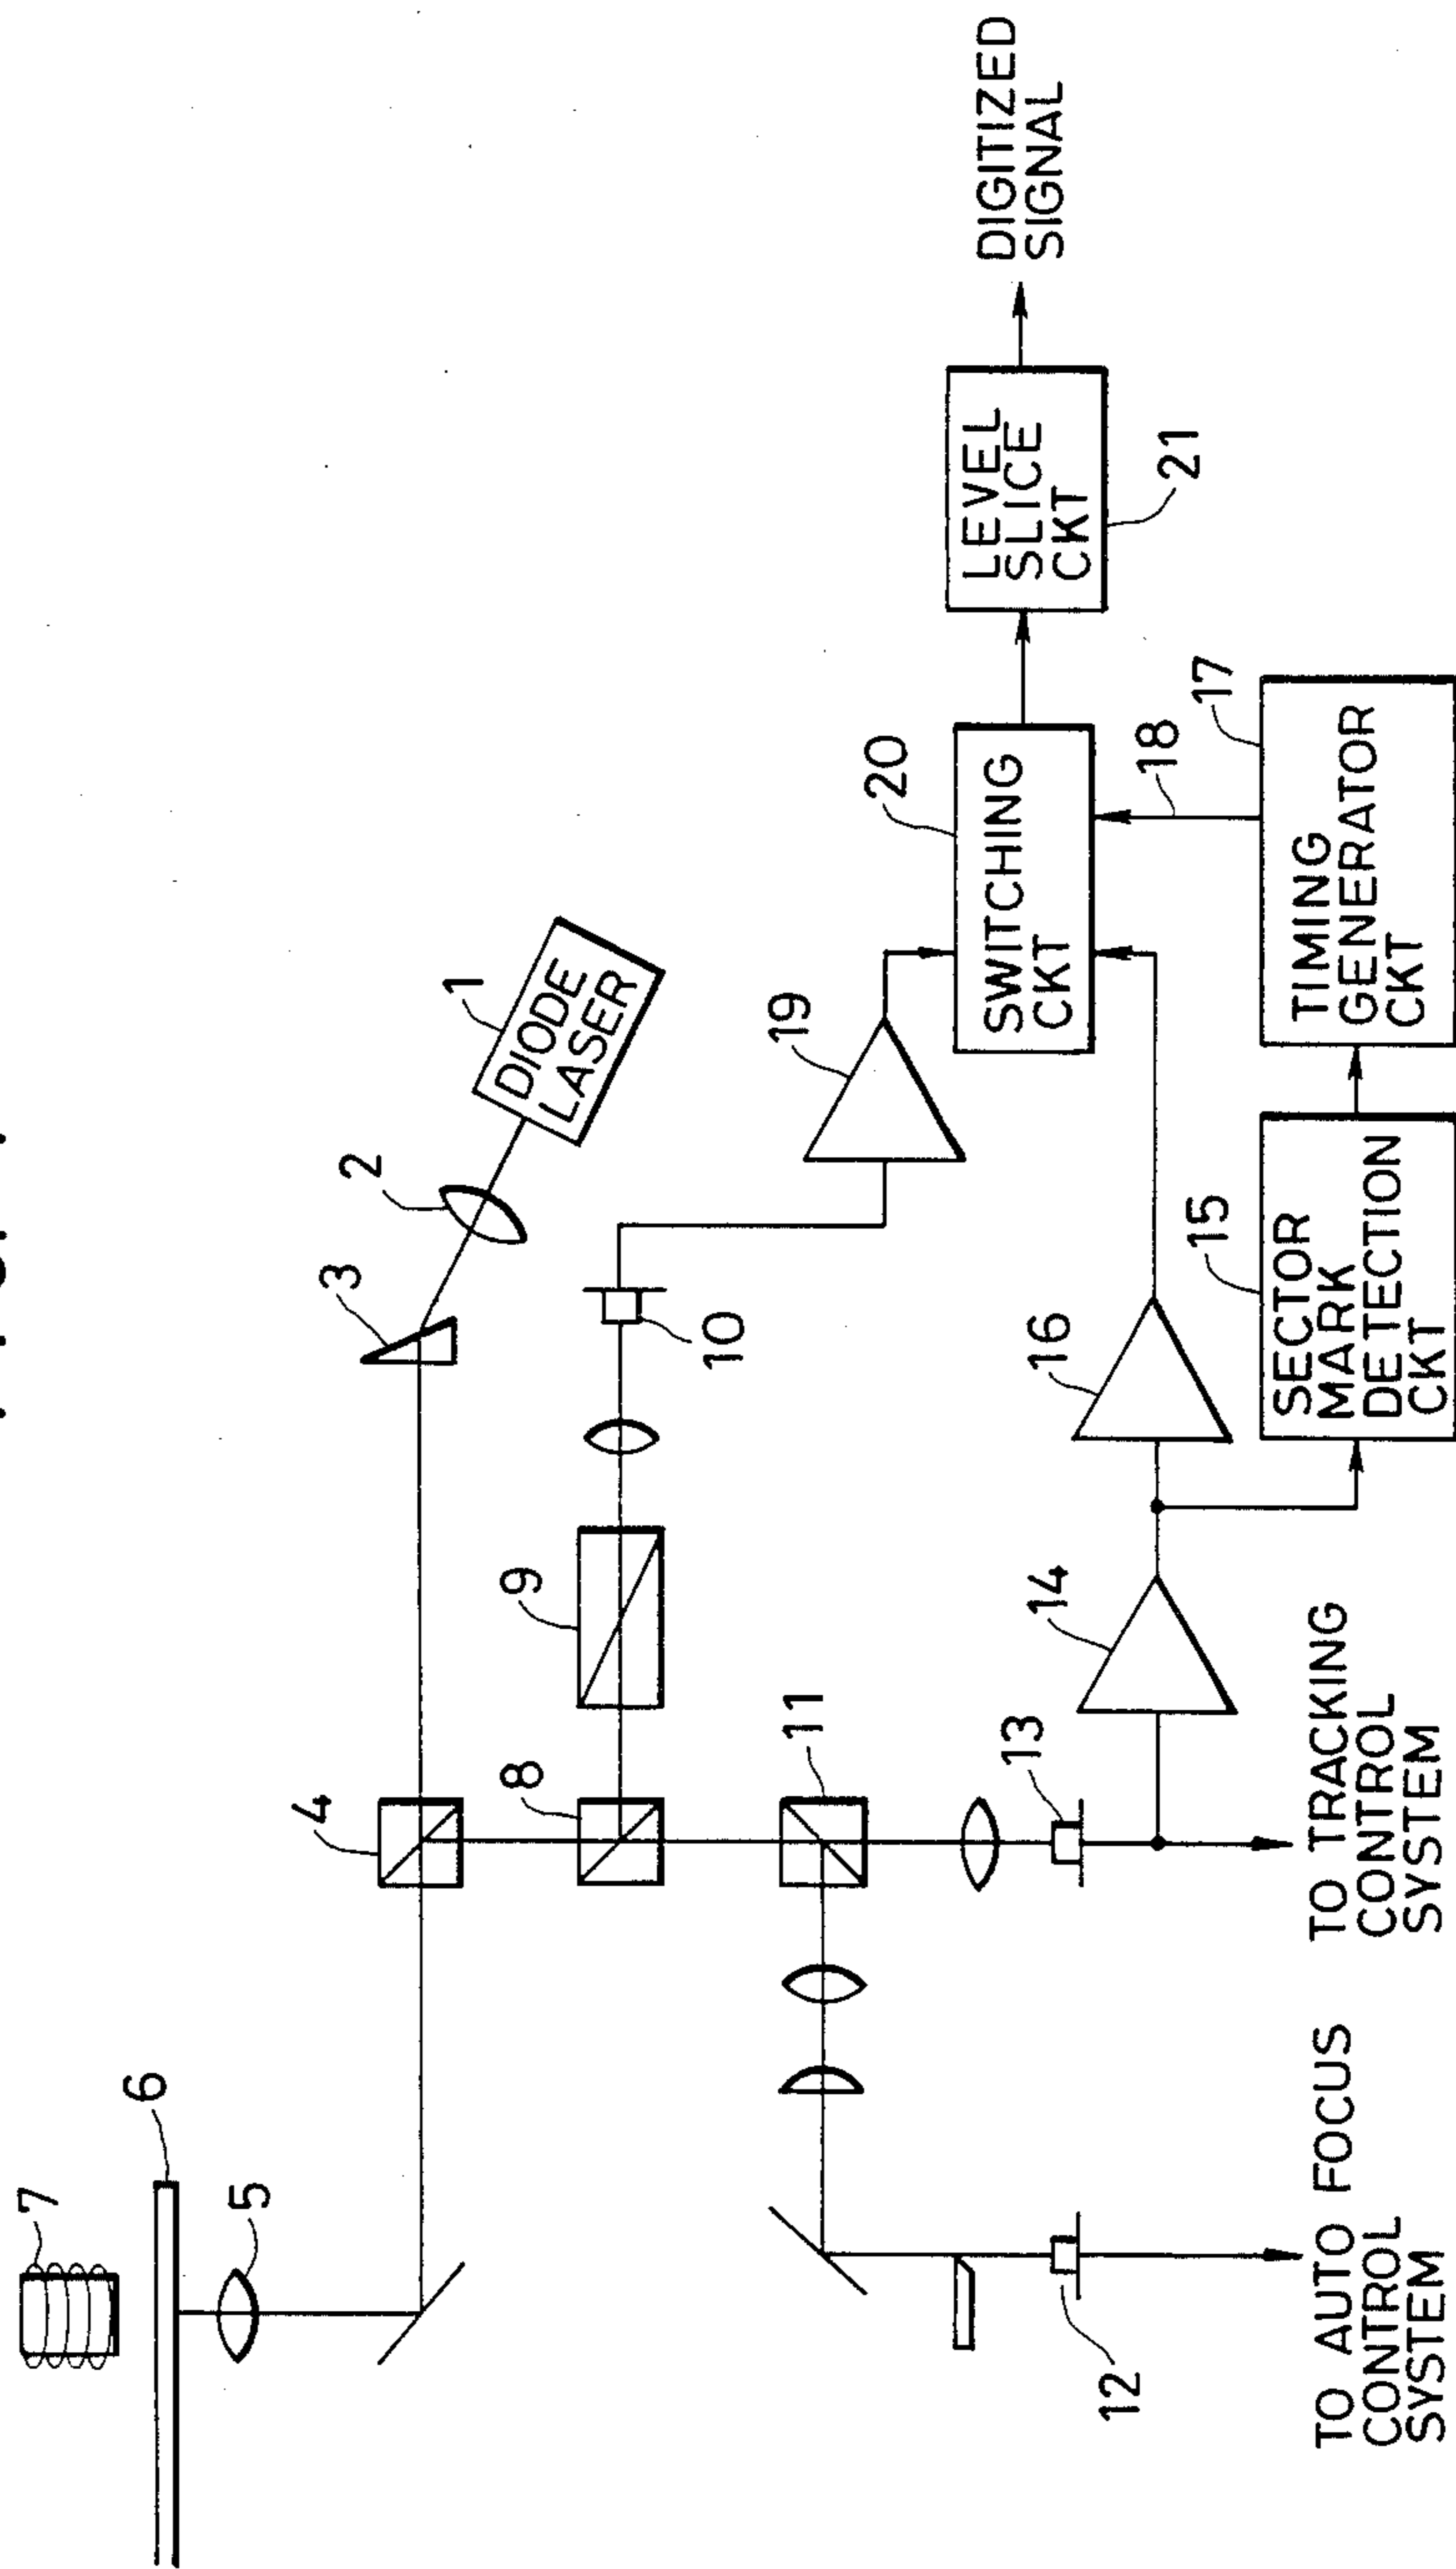 7
6
5
4
3
2
1
DIODE
LASER
8
9
10
11
19
20
SWITCHING
CKT
LEVEL
SLICE
CKT
21
DIGITIZED
SIGNAL
12
13
14
16
15
SECTOR
MARK
DETECTION
CKT
18
17
TIMING
GENERATOR
CKT
TO AUTO FOCUS
CONTROL
SYSTEM
TO TRACKING
CONTROL
SYSTEM